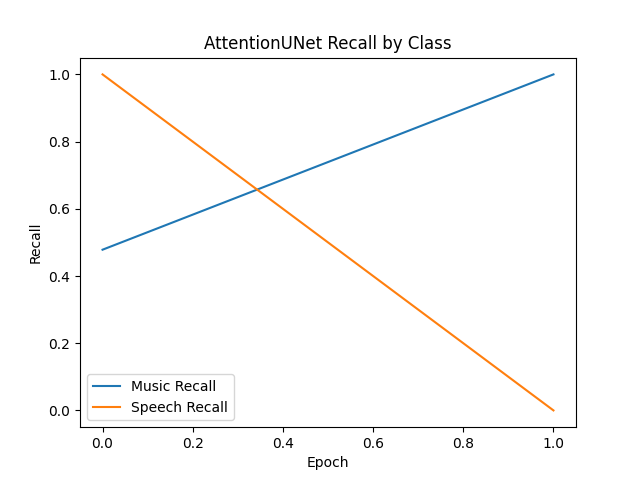 AttentionUNet Recall by Class
Recall
1.0
0.8
0.6
0.4
0.2
0.0
Music Recall
Speech Recall
0.0 0.2 0.4 0.6 0.8 1.0
Epoch